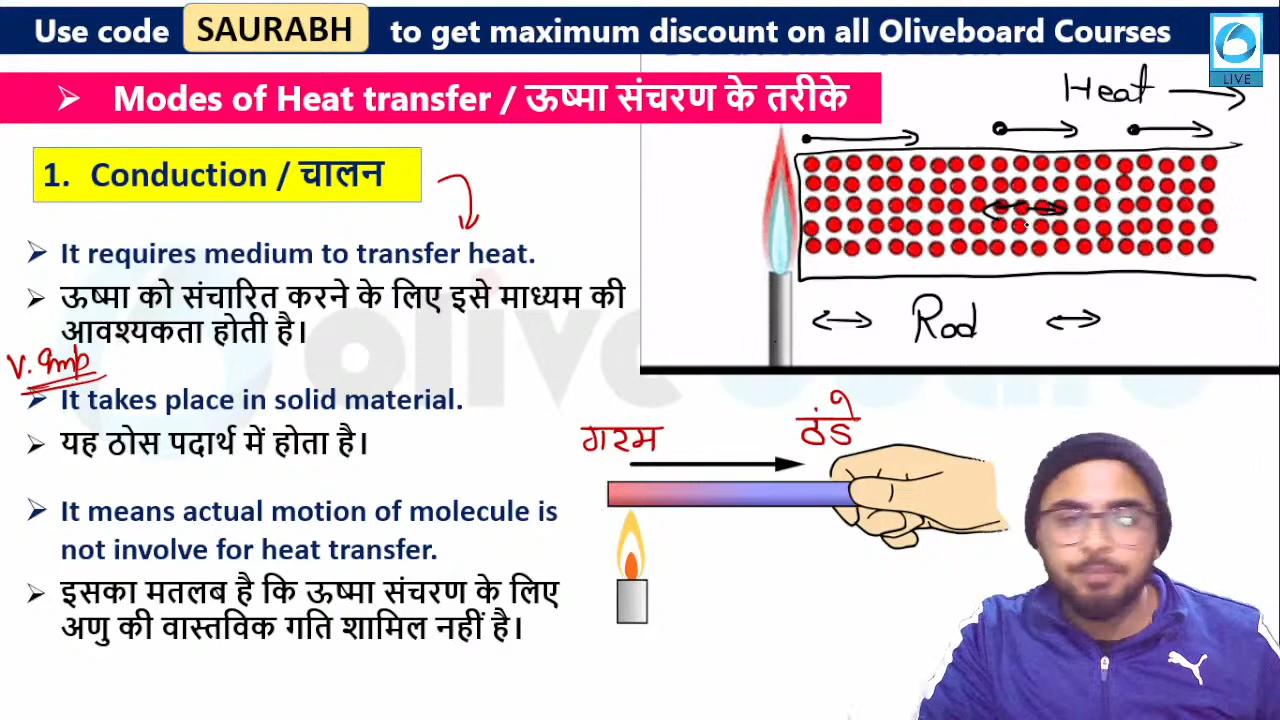 Use code SAURABH to get maximum discount on all Oliveboard Courses
LIVE
Modes of Heat transfer / ऊष्मा संचरण के तरीके
Heat
1. Conduction / चालन
It requires medium to transfer heat.
ऊष्मा को संचारित करने के लिए इसे माध्यम की
आवश्यकता होती है।
Rod
V. Imp
It takes place in solid material.
यह ठोस पदार्थ में होता है।
गरम
ठंडे
It means actual motion of molecule is
not involve for heat transfer.
इसका मतलब है कि ऊष्मा संचरण के लिए
अणु की वास्तविक गति शामिल नहीं है।